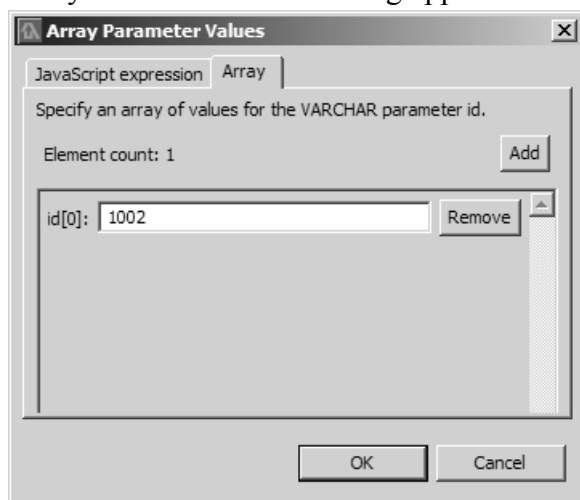 Array Parameter Values
JavaScript expression Array
Specify an array of values for the VARCHAR parameter id.
Element count: 1 Add
id[0]: 1002 Remove
OK Cancel